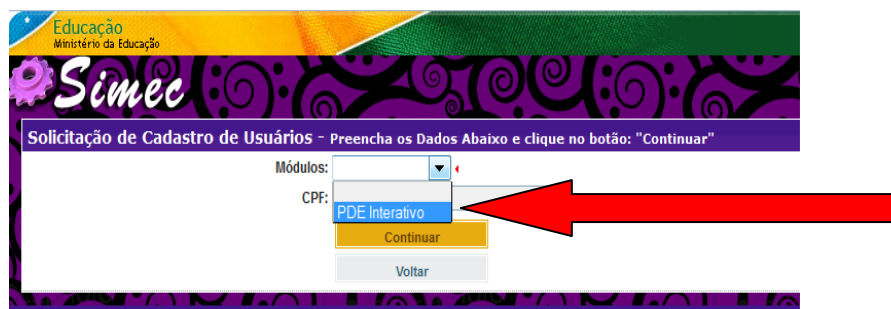 Educação
Ministério da Educação
Simec
Solicitação de Cadastro de Usuários - Preencha os Dados Abaixo e clique no botão: "Continuar"
Módulos:
CPF:
PDE Interativo
Continuar
Voltar